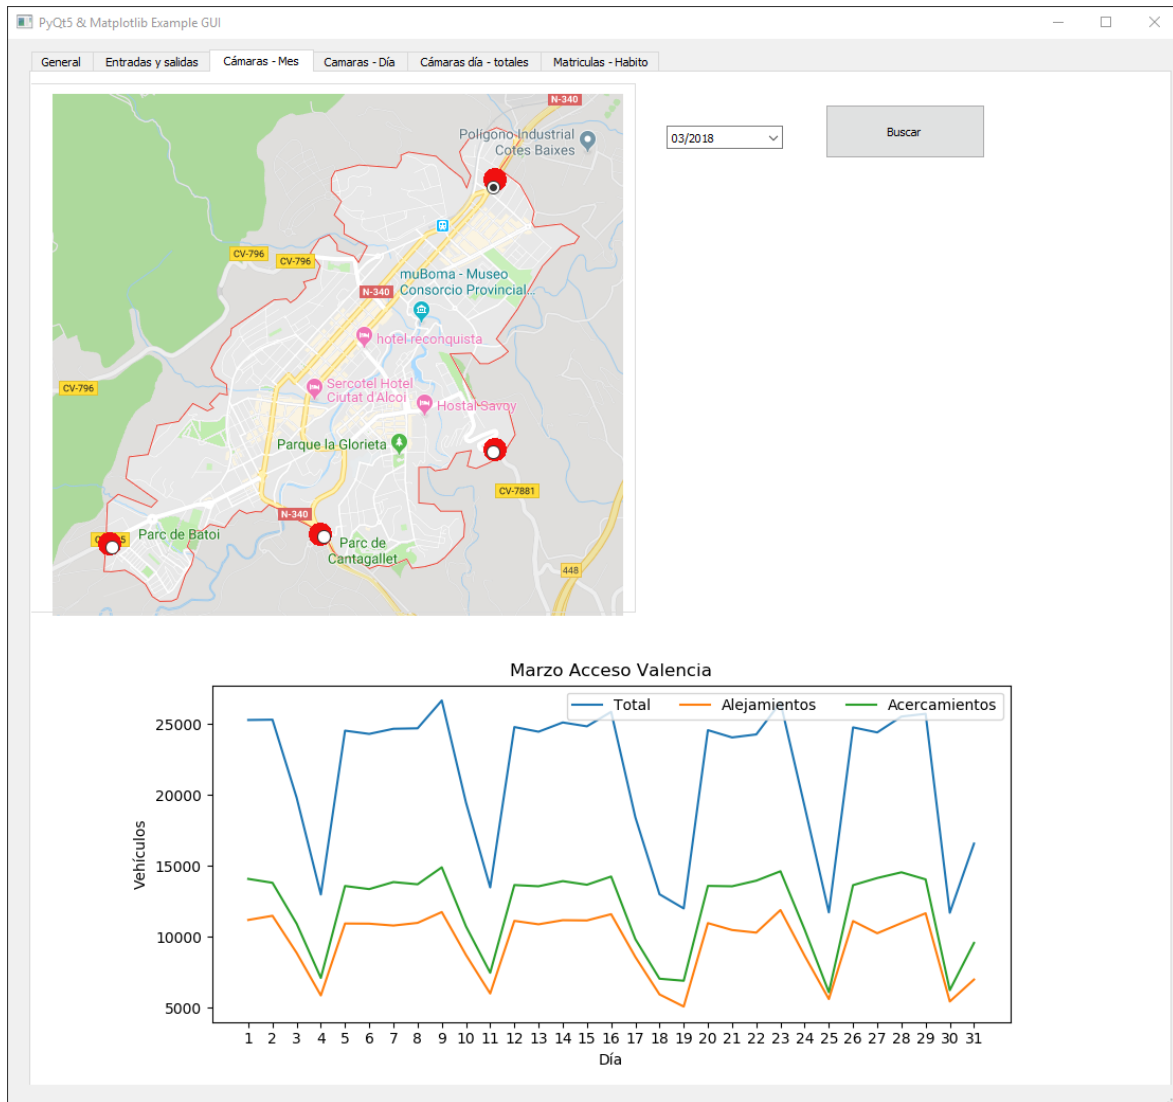 PyQt5 & Matplotlib Example GUI
General
Entradas y salidas
Cámaras - Mes
Camaras - Día
Cámaras día - totales
Matriculas - Habito
03/2018
Buscar
N-340
Polígono Industrial
Cotes Baixes
CV-796
CV-796
muBoma - Museo
Consorcio Provincial...
N-340
hotel reconquista
CV-796
Sercotel Hotel
Ciutat d'Alcoi
Hostal Savoy
Parque la Glorieta
CV-7881
N-340
Parc de Batoi
Parc de
Cantagallet
448
Marzo Acceso Valencia
Total
Alejamientos
Acercamientos
25000
20000
15000
10000
5000
Vehículos
1 2 3 4 5 6 7 8 9 10 11 12 13 14 15 16 17 18 19 20 21 22 23 24 25 26 27 28 29 30 31
Día